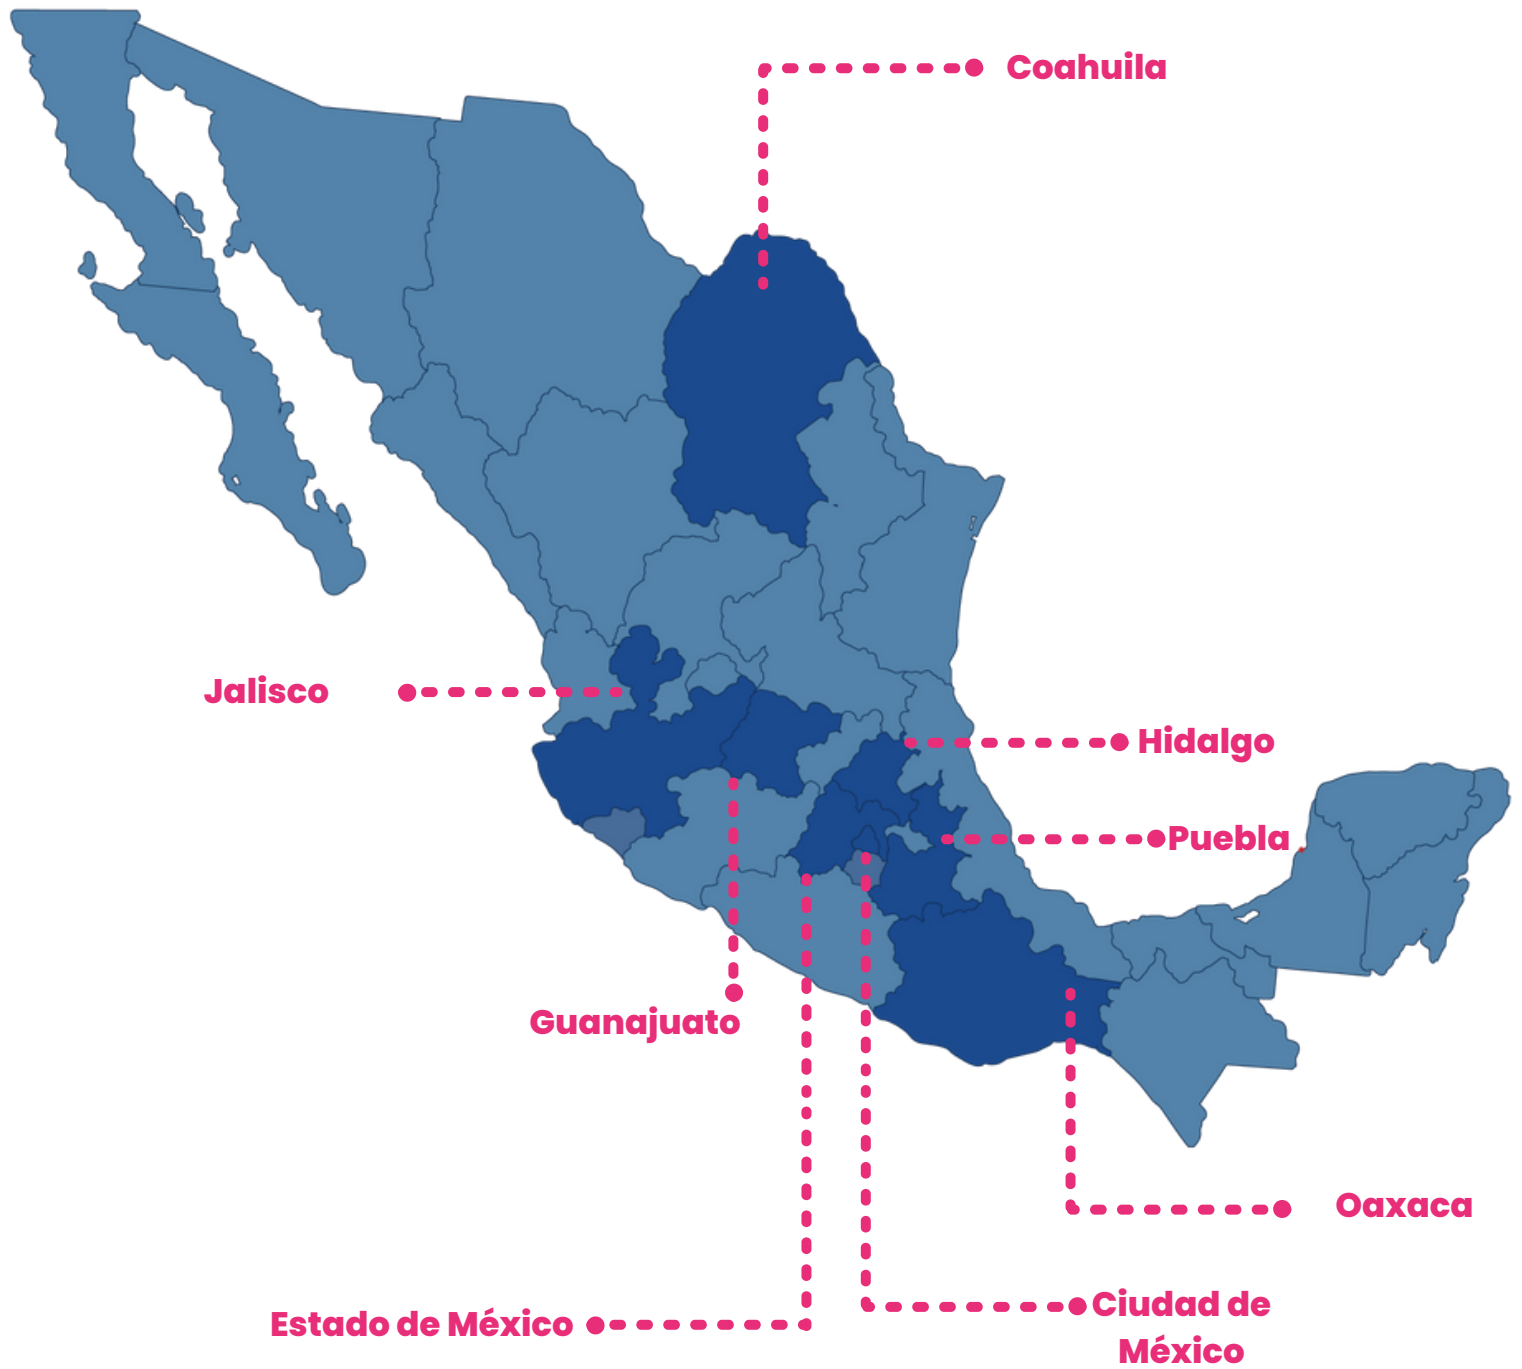 Coahuila
Jalisco
Hidalgo
Puebla
Guanajuato
Oaxaca
Ciudad de
México
Estado de México